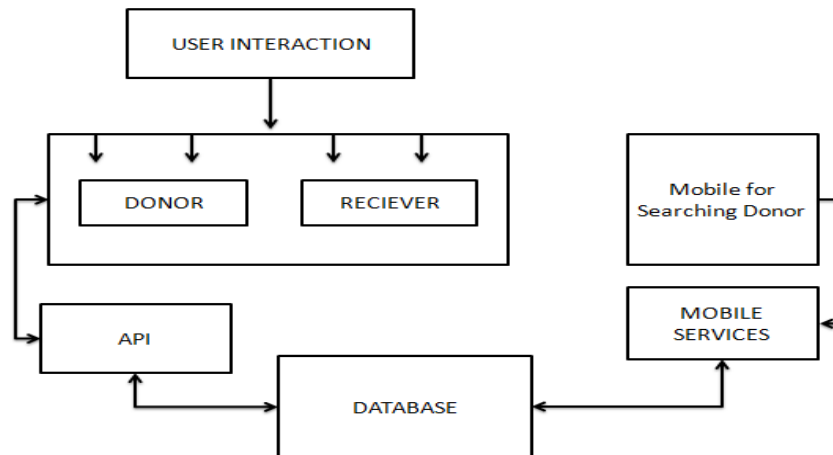 USER INTERACTION
DONOR
RECIEVER
Mobile for
Searching Donor
API
MOBILE
SERVICES
DATABASE